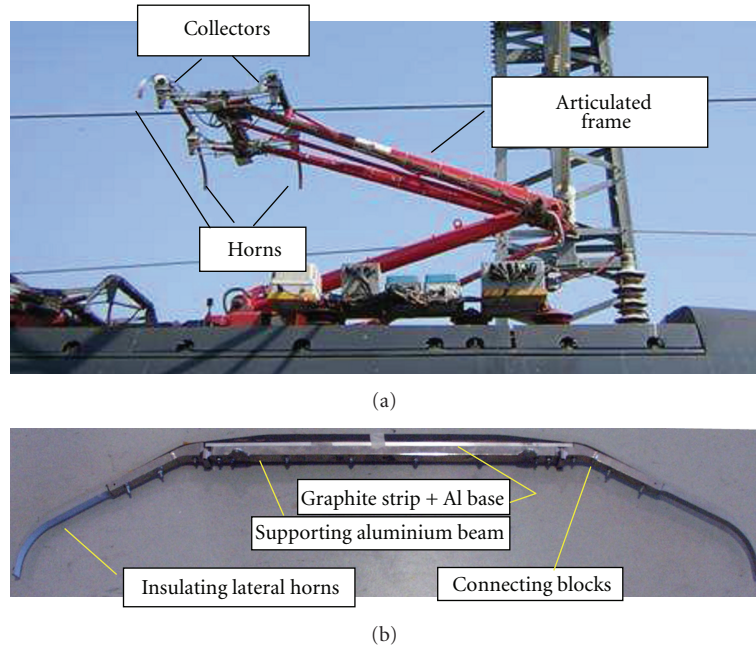 Collectors
Articulated
frame
Horns
(a)
Graphite strip + Al base
Supporting aluminium beam
Insulating lateral horns
Connecting blocks
(b)